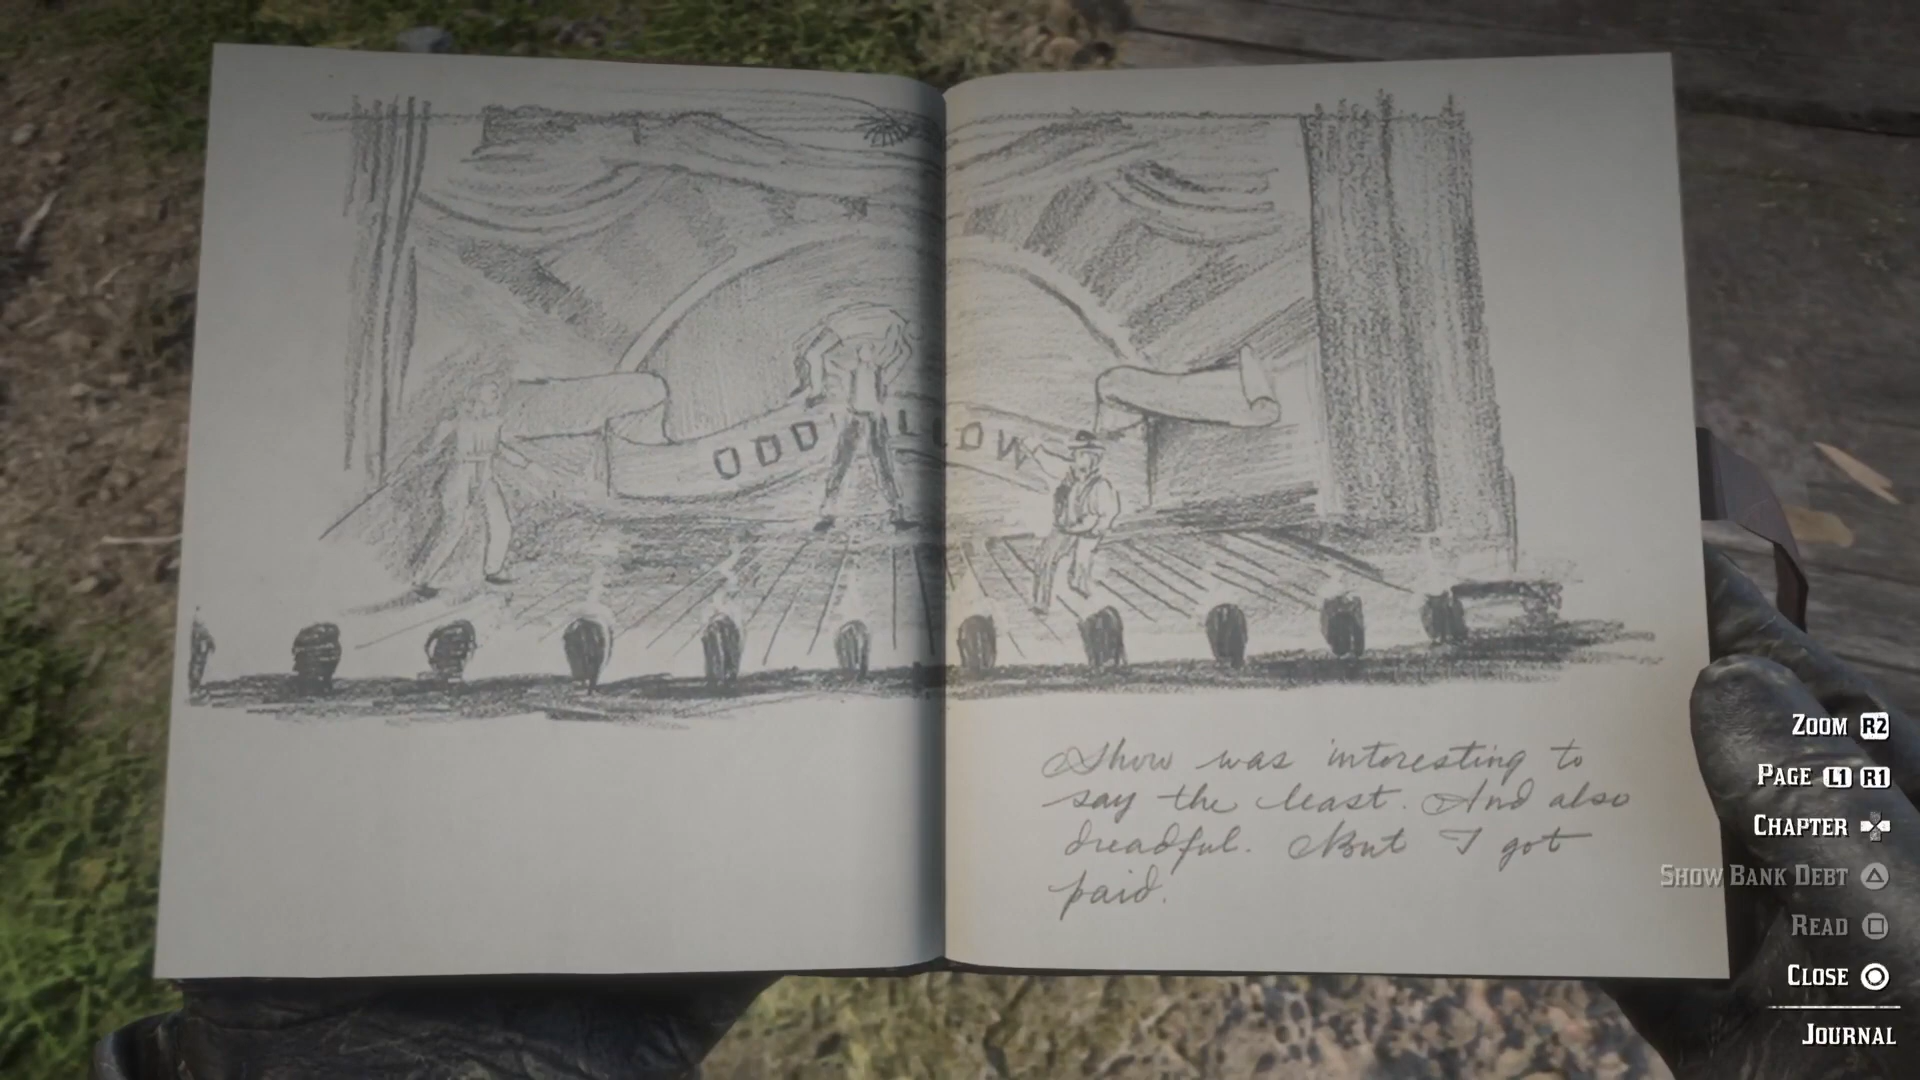 ODD LLOW
Show was interesting to
say the least. And also
dreadful. But I got
paid.
ZOOM R2
PAGE L1 R1
CHAPTER
SHOW BANK DEBT
READ
CLOSE
JOURNAL